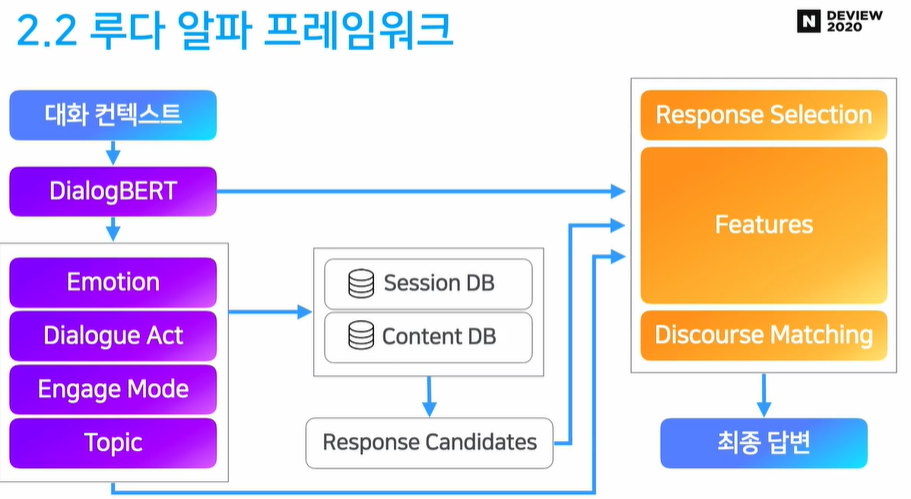 2.2 루다 알파 프레임워크
N DEVIEW
2020
대화 컨텍스트
DialogBERT
Emotion
Dialogue Act
Engage Mode
Topic
Session DB
Content DB
Response Candidates
Response Selection
Features
Discourse Matching
최종 답변